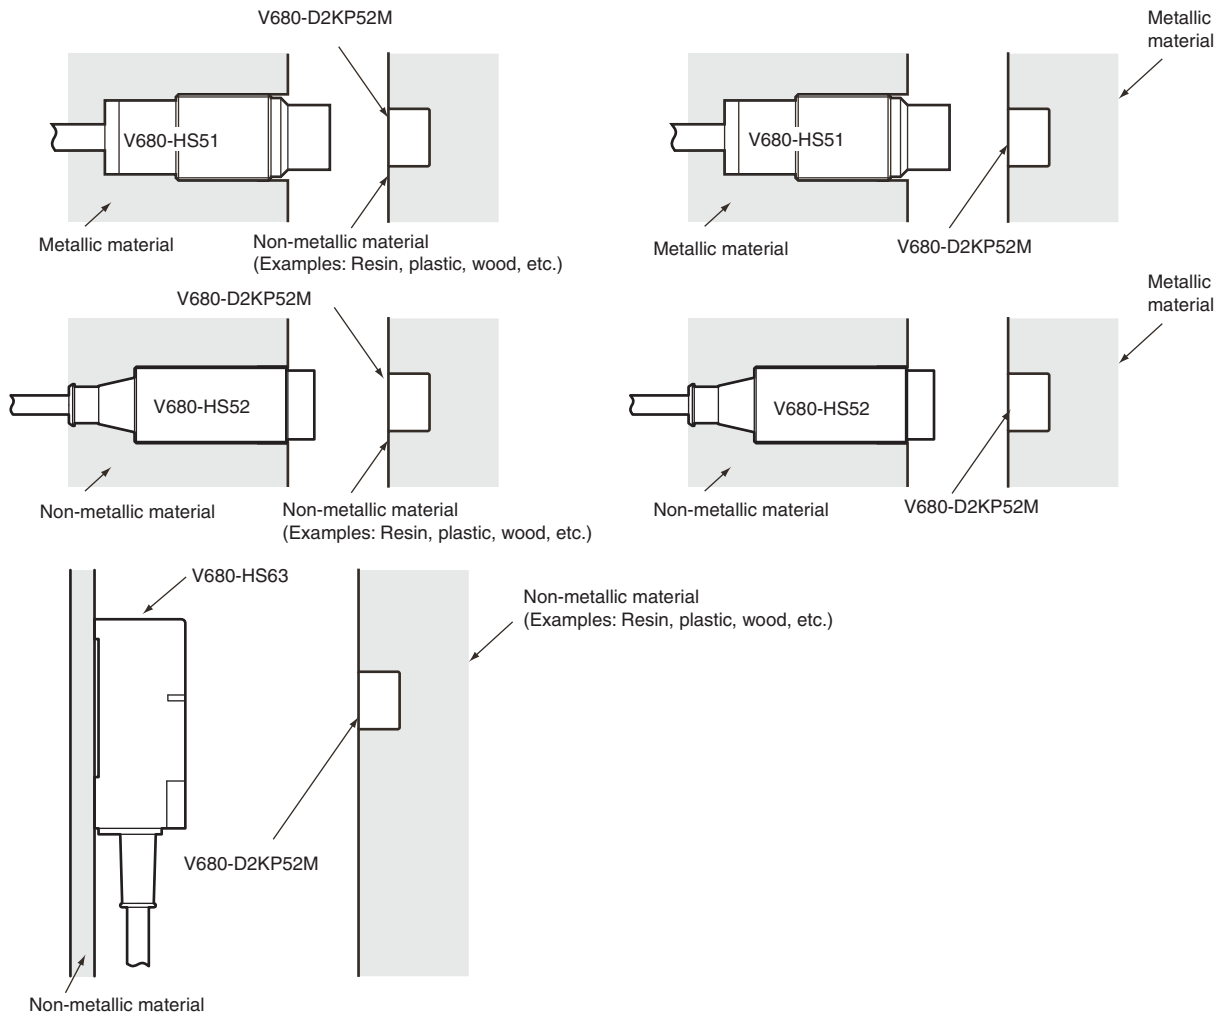 V680-D2KP52M
V680-HS51
Metallic material
Non-metallic material
(Examples: Resin, plastic, wood, etc.)
Metallic
material
V680-HS51
Metallic material
V680-D2KP52M
V680-D2KP52M
V680-HS52
Non-metallic material
Non-metallic material
(Examples: Resin, plastic, wood, etc.)
Metallic
material
V680-HS52
Non-metallic material
V680-D2KP52M
V680-HS63
Non-metallic material
(Examples: Resin, plastic, wood, etc.)
V680-D2KP52M
Non-metallic material